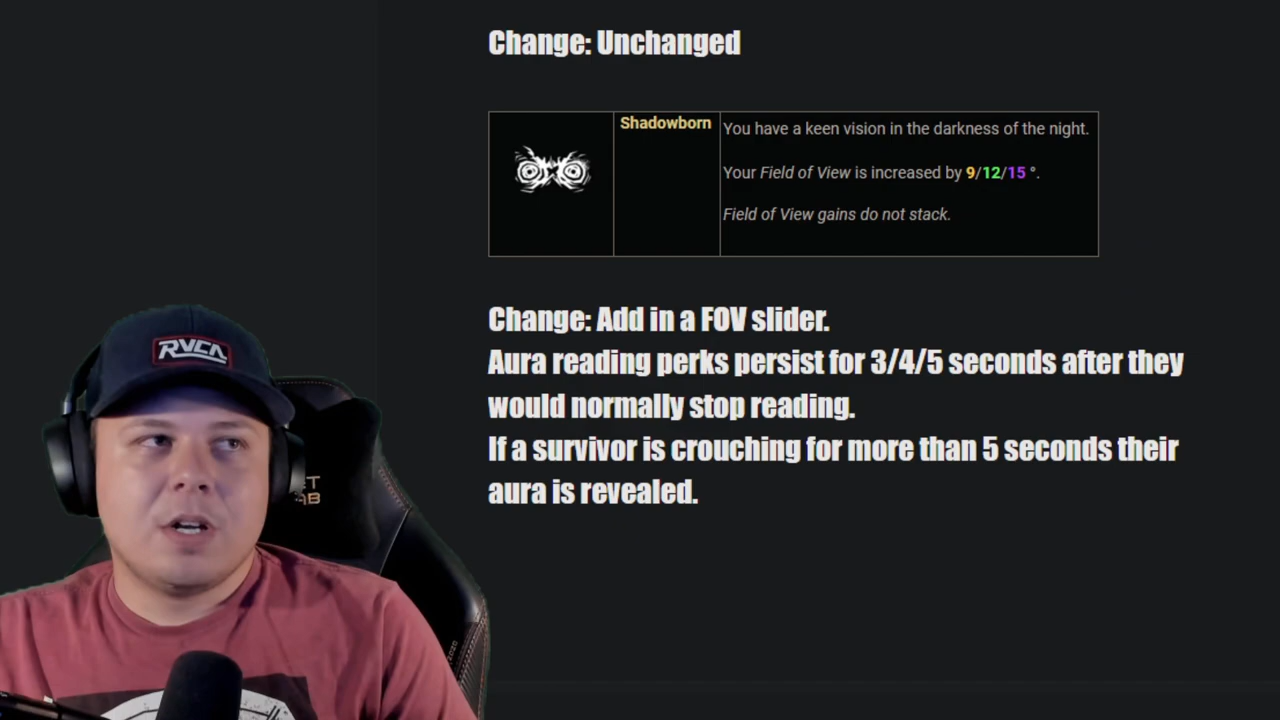 Change: Unchanged
Shadowborn
You have a keen vision in the darkness of the night.
Your Field of View is increased by 9/12/15 °.
Field of View gains do not stack.
Change: Add in a FOV slider.
Aura reading perks persist for 3/4/5 seconds after they
would normally stop reading.
If a survivor is crouching for more than 5 seconds their
aura is revealed.
RVCA